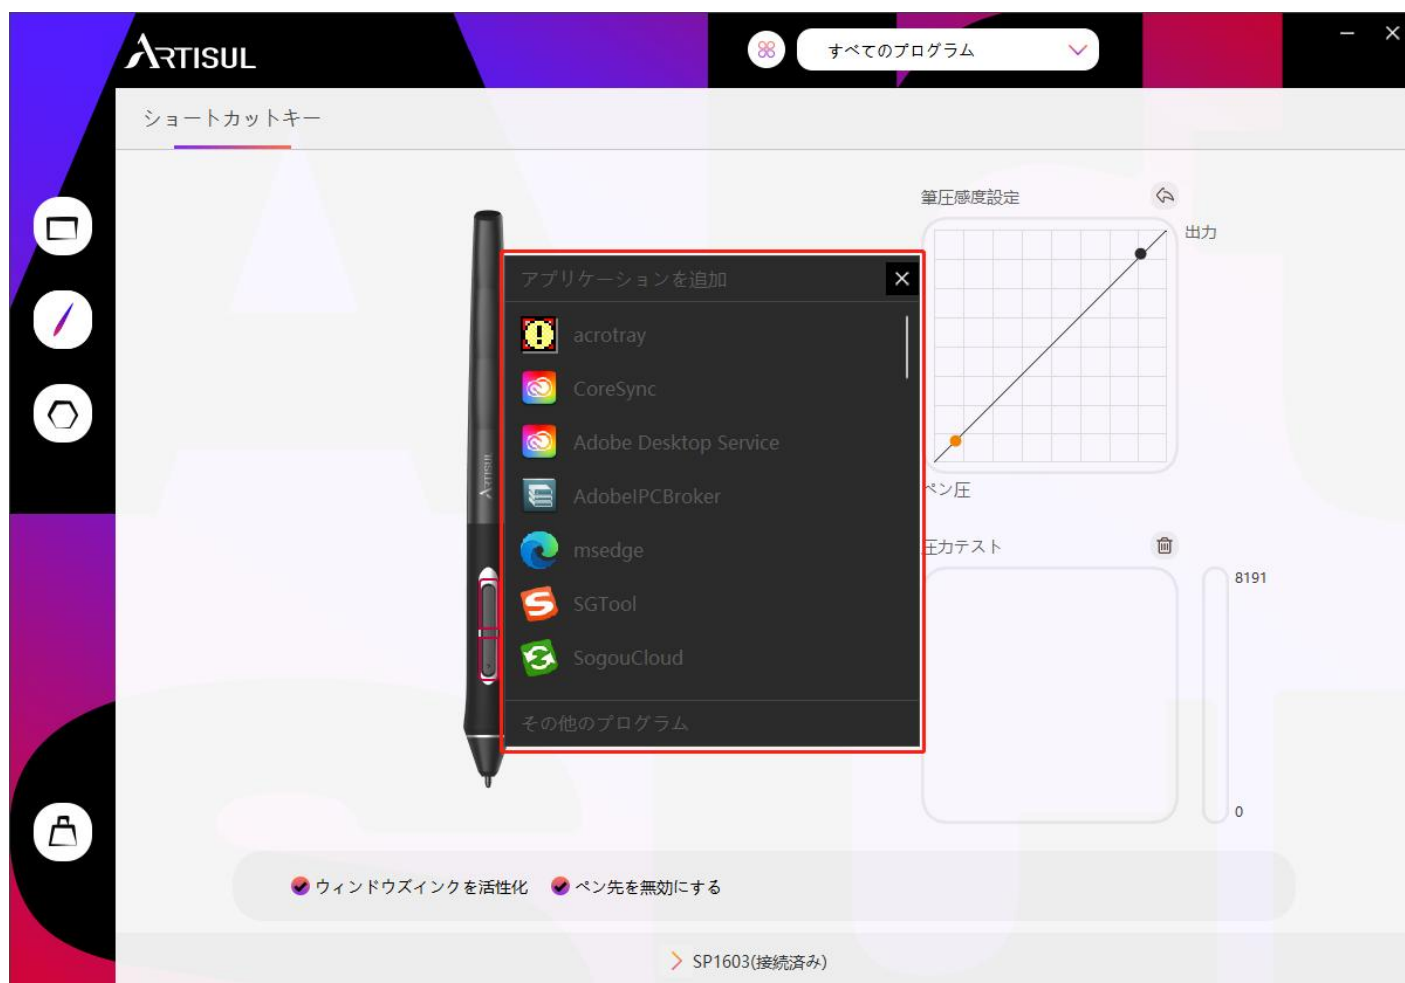 ARTISUL
すべてのプログラム
ショートカットキー
筆圧感度設定
出力
アプリケーションを追加
acrotray
CoreSync
Adobe Desktop Service
AdobeIPCBroker
msedge
SGTool
SogouCloud
その他のプログラム
ARTISUL
ペン圧
圧力テスト
8191
0
ウィンドウズインクを活性化
ペン先を無効にする
SP1603(接続済み)